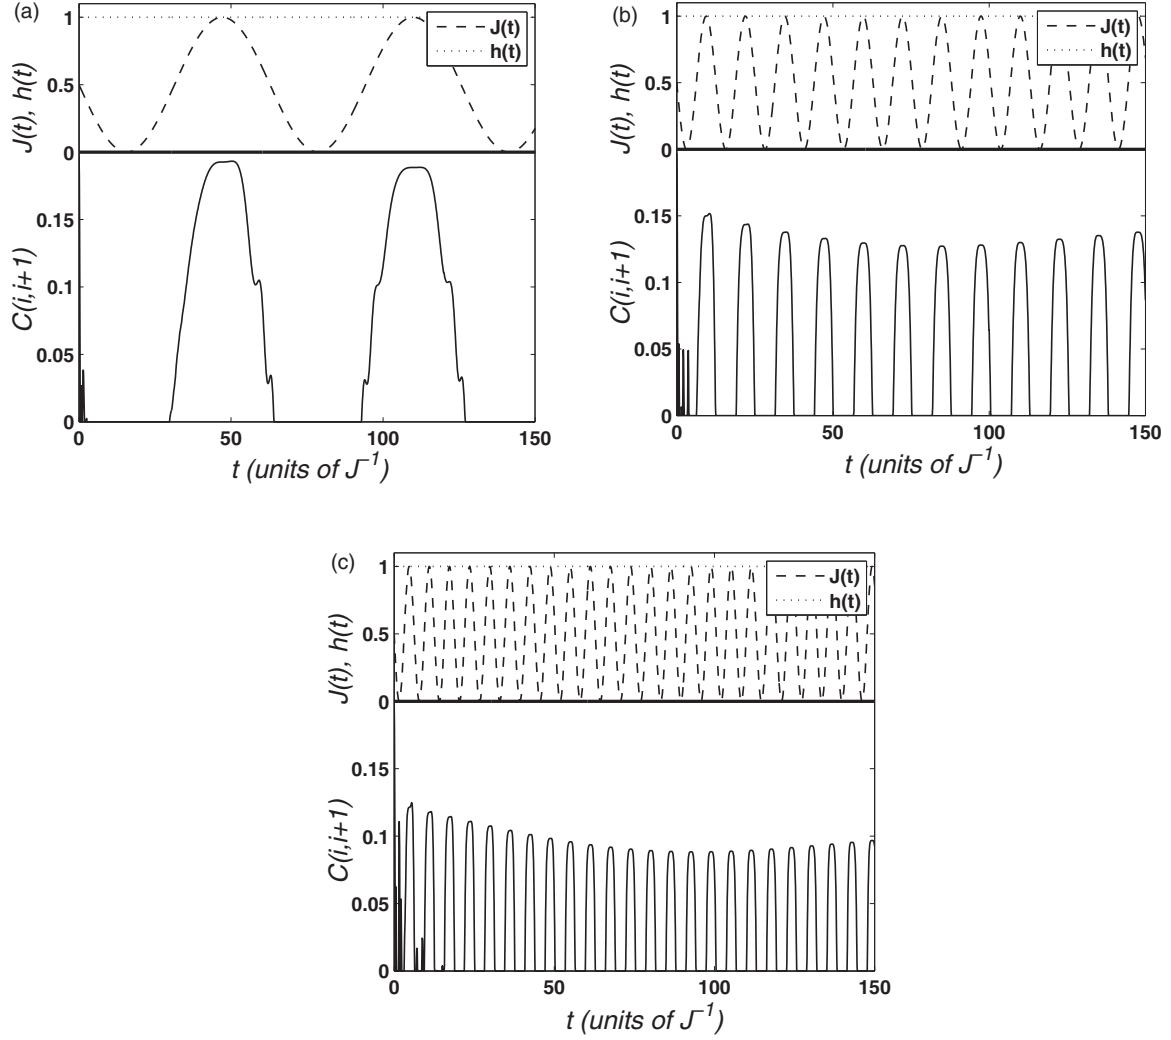 (a)
J(t), h(t)
1
0.5
0
J(t)
h(t)
C(i,i+1)
0.15
0.1
0.05
0
0 50 100 150
t (units of J⁻¹)
(b)
J(t), h(t)
1
0.5
0
J(t)
h(t)
C(i,i+1)
0.15
0.1
0.05
0
0 50 100 150
t (units of J⁻¹)
(c)
J(t), h(t)
1
0.5
0
J(t)
h(t)
C(i,i+1)
0.15
0.1
0.05
0
0 50 100 150
t (units of J⁻¹)